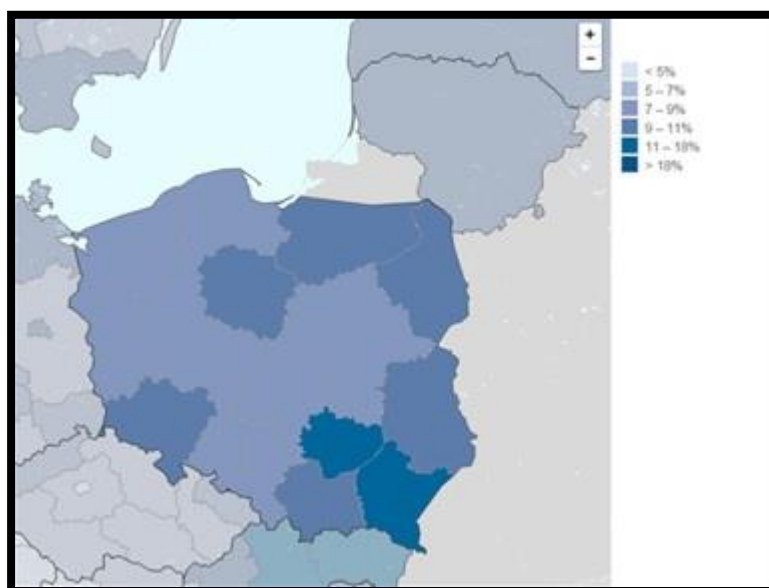 +
−
< 5%
5 – 7%
7 – 9%
9 – 11%
11 – 18%
> 18%